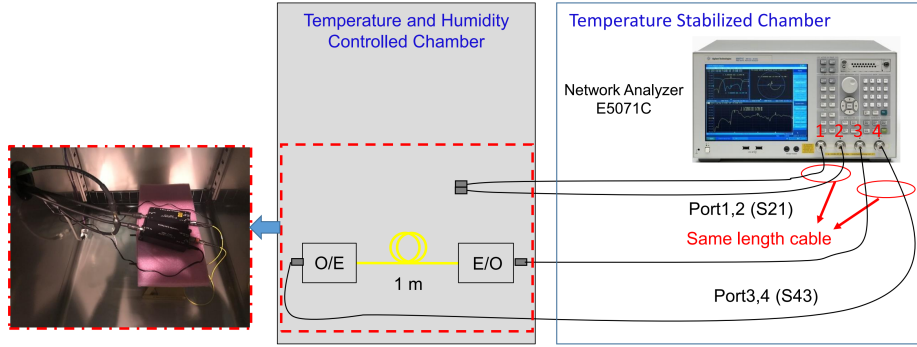 Temperature and Humidity
Controlled Chamber
Temperature Stabilized Chamber
Network Analyzer
E5071C
1 2 3 4
Port1,2 (S21)
Same length cable
O/E
E/O
1 m
Port3,4 (S43)